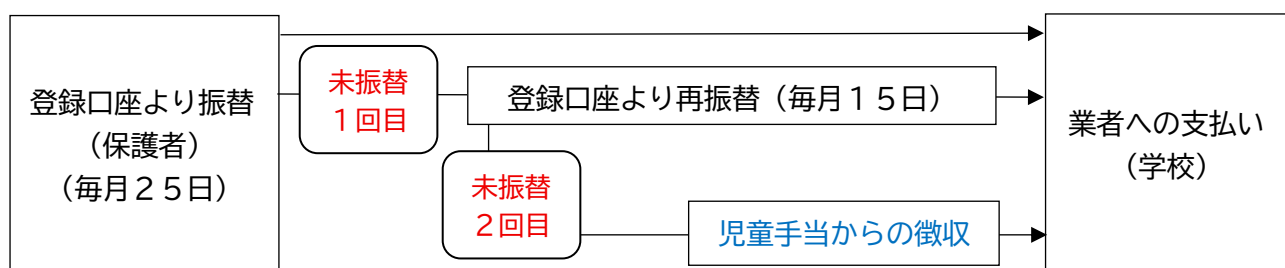 登録口座より振替
（保護者）
（毎月２５日）
未振替
１回目
登録口座より再振替（毎月１５日）
未振替
２回目
児童手当からの徴収
業者への支払い
（学校）